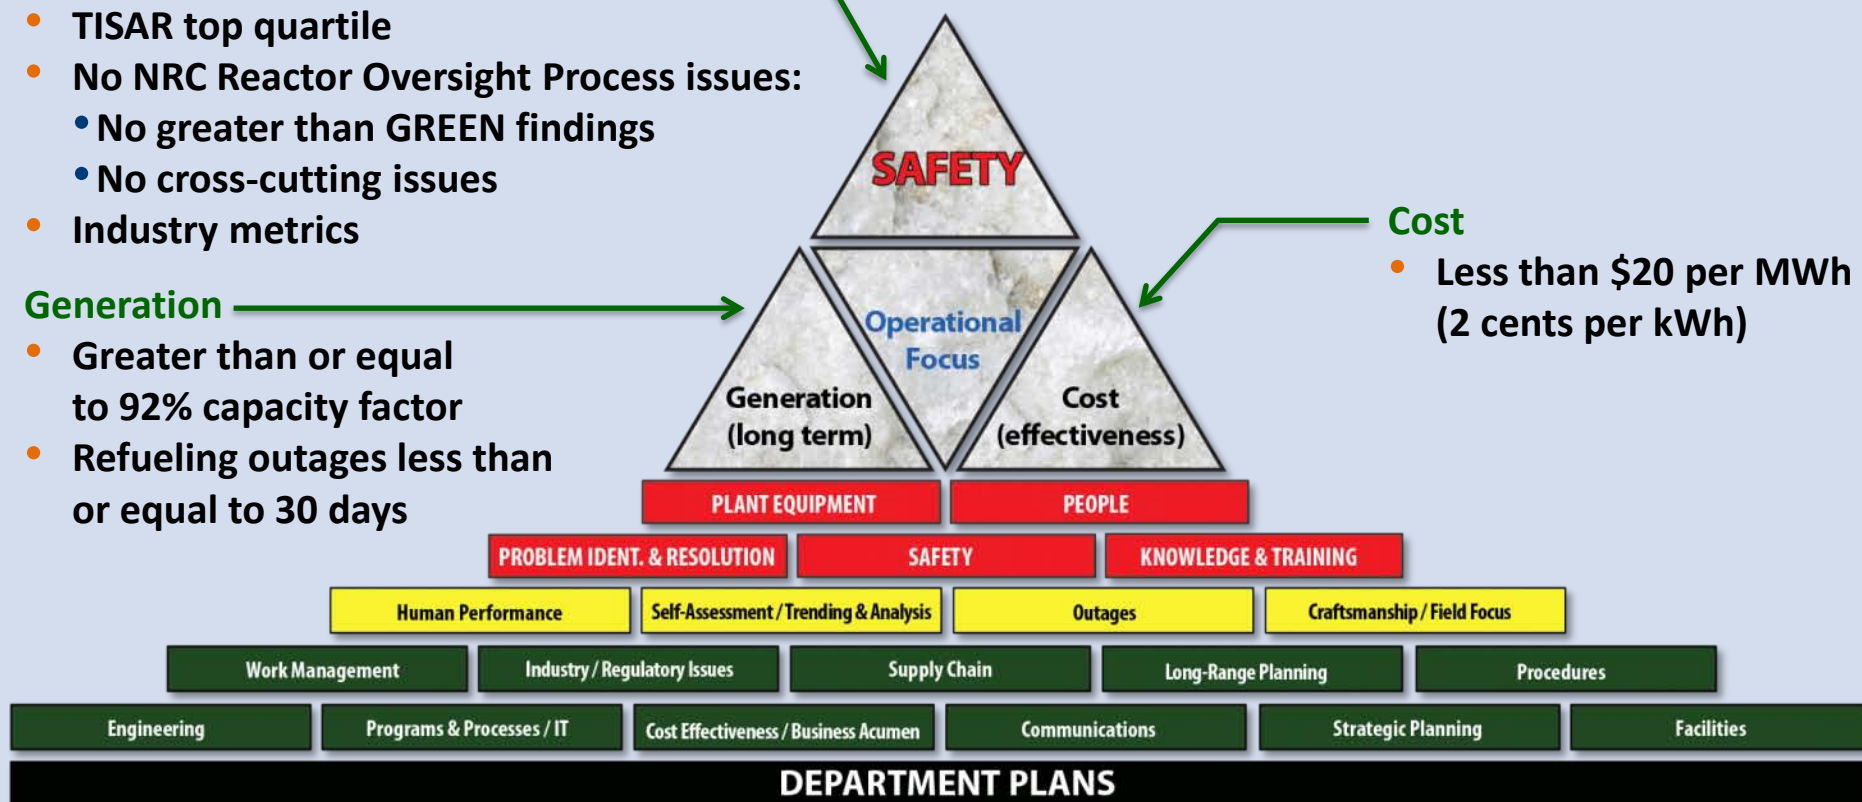 TISAR top quartile
No NRC Reactor Oversight Process issues:
No greater than GREEN findings
No cross-cutting issues
Industry metrics
Generation
Greater than or equal
to 92% capacity factor
Refueling outages less than
or equal to 30 days
SAFETY
Operational
Focus
Generation
(long term)
Cost
(effectiveness)
Cost
Less than $20 per MWh
(2 cents per kWh)
PLANT EQUIPMENT
PEOPLE
PROBLEM IDENT. & RESOLUTION
SAFETY
KNOWLEDGE & TRAINING
Human Performance
Self-Assessment / Trending & Analysis
Outages
Craftsmanship / Field Focus
Work Management
Industry / Regulatory Issues
Supply Chain
Long-Range Planning
Procedures
Engineering
Programs & Processes / IT
Cost Effectiveness / Business Acumen
Communications
Strategic Planning
Facilities
DEPARTMENT PLANS